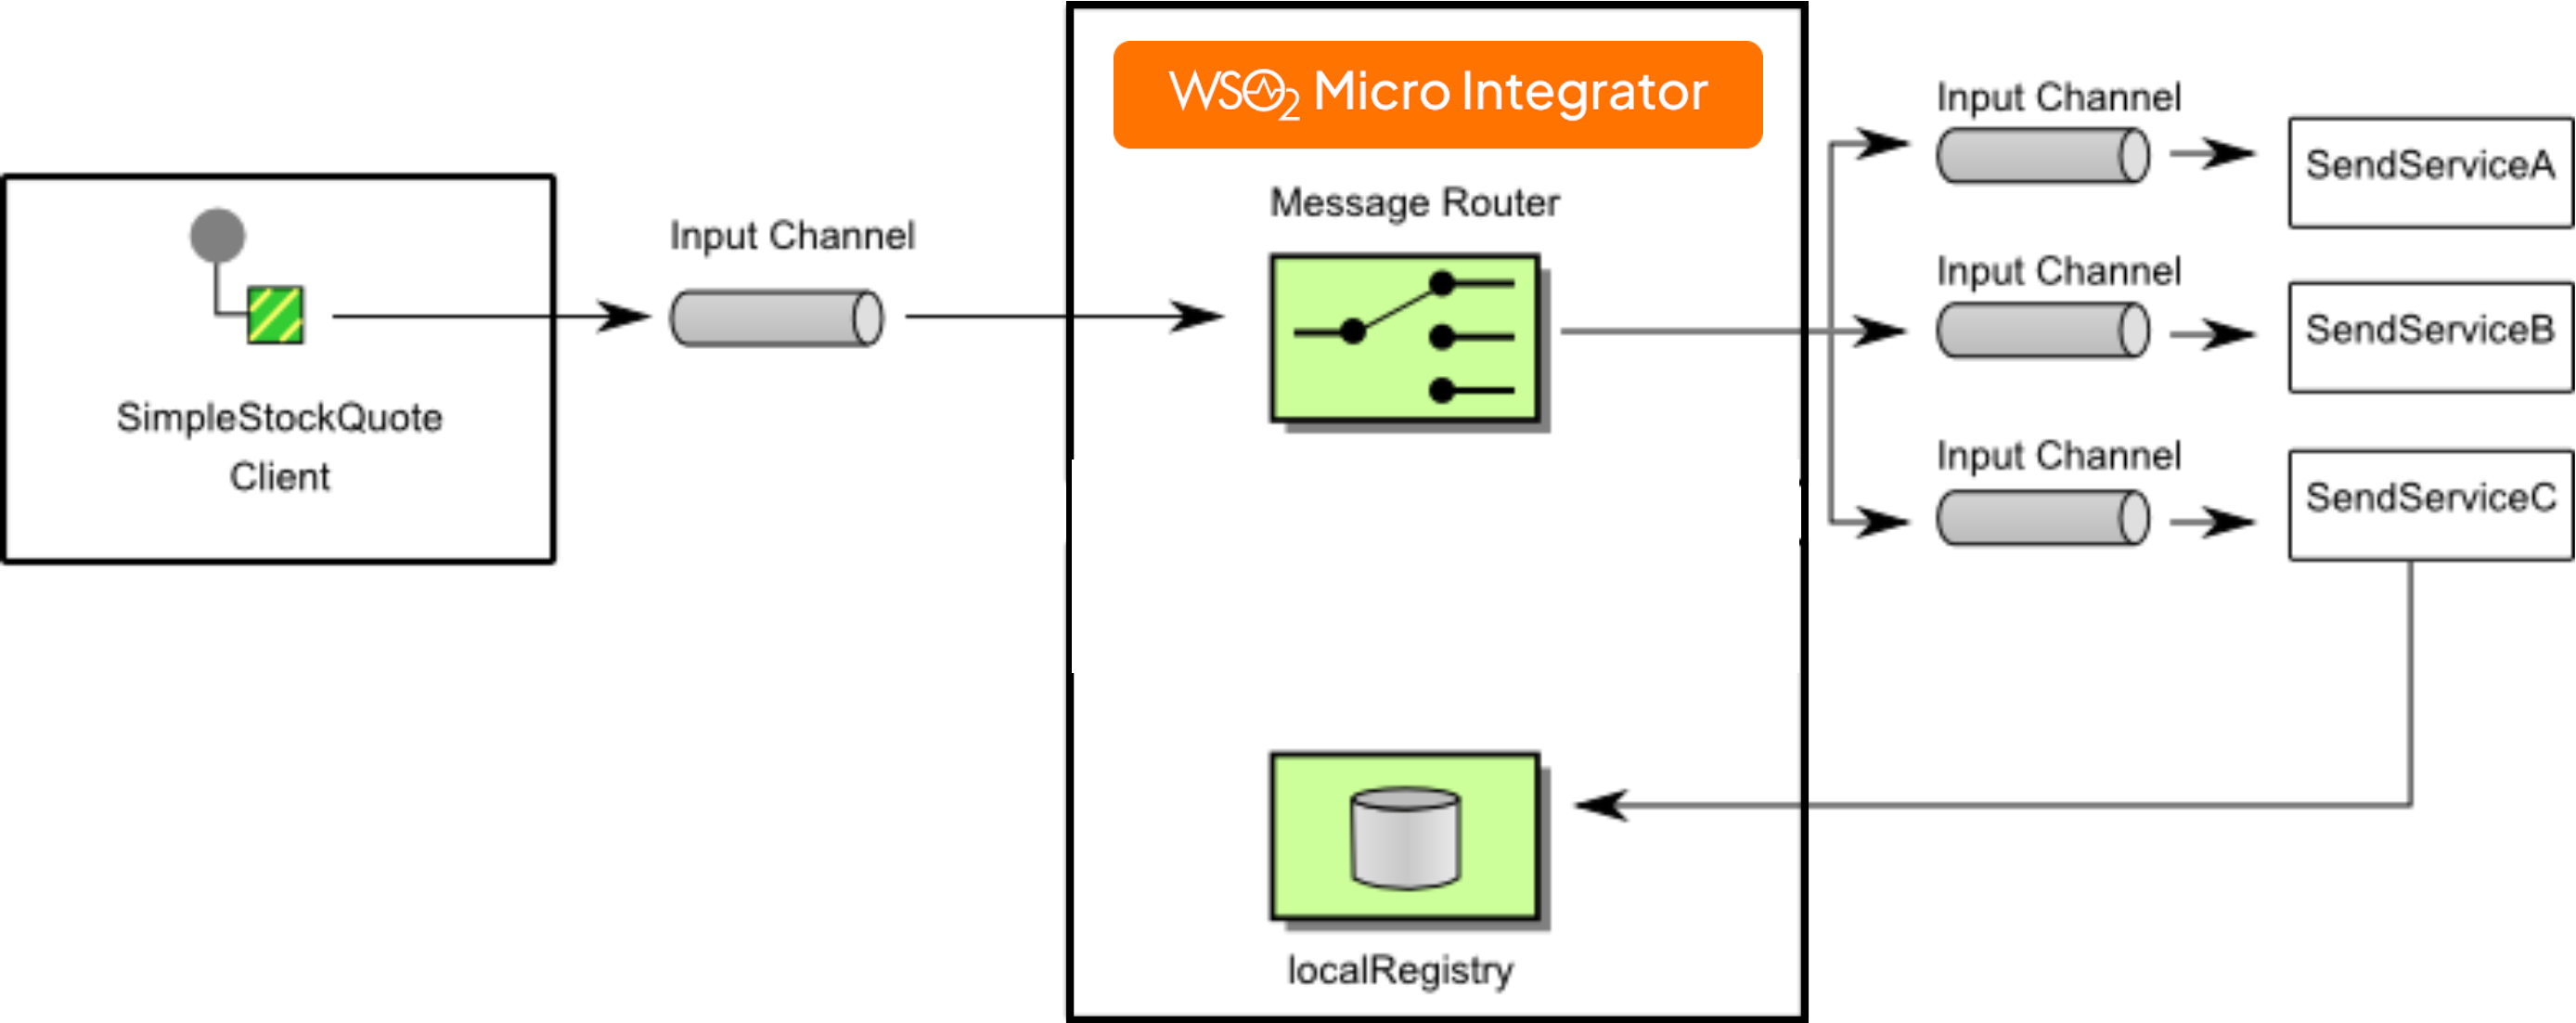 WSO2 Micro Integrator
SimpleStockQuote
Client
Input Channel
Message Router
localRegistry
Input Channel
SendServiceA
Input Channel
SendServiceB
Input Channel
SendServiceC